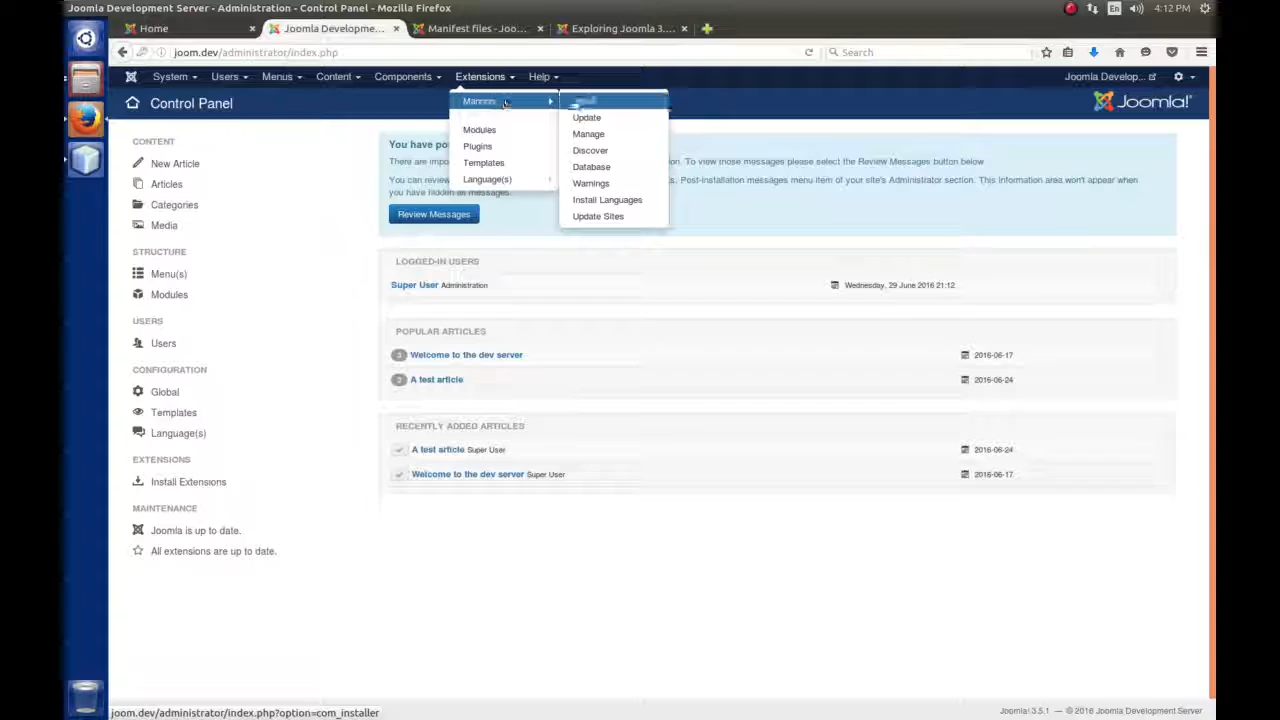 Joomla Development Server - Administration - Control Panel - Mozilla Firefox
En
4:12 PM
Home
Joomla Developme...
Manifest files - Joo...
Exploring Joomla 3....
joom.dev/administrator/index.php
Search
System
Users
Menus
Content
Components
Extensions
Help
Joomla Develop...
Control Panel
Joomla!
Update
Manage
Discover
Database
Warnings
Install Languages
Update Sites
Modules
Plugins
Templates
Language(s)
CONTENT
New Article
Articles
Categories
Media
STRUCTURE
Menu(s)
Modules
USERS
Users
CONFIGURATION
Global
Templates
Language(s)
EXTENSIONS
Install Extensions
MAINTENANCE
Joomla is up to date.
All extensions are up to date.
You have po
There are impo
tion. To view those messages please select the Review Messages button below
You can review
s. Post-installation messages menu item of your site's Administrator section. This information area won't appear
when
you have hidden all messages.
Review Messages
LOGGED-IN USERS
Super User Administration
Wednesday, 29 June 2016 21:12
POPULAR ARTICLES
3 Welcome to the dev server
2016-06-17
2 A test article
2016-06-24
RECENTLY ADDED ARTICLES
A test article Super User
2016-06-24
Welcome to the dev server Super User
2016-06-17
joom.dev/administrator/index.php?option=com_installer
Joomla! 3.5.1 — © 2016 Joomla Development Server